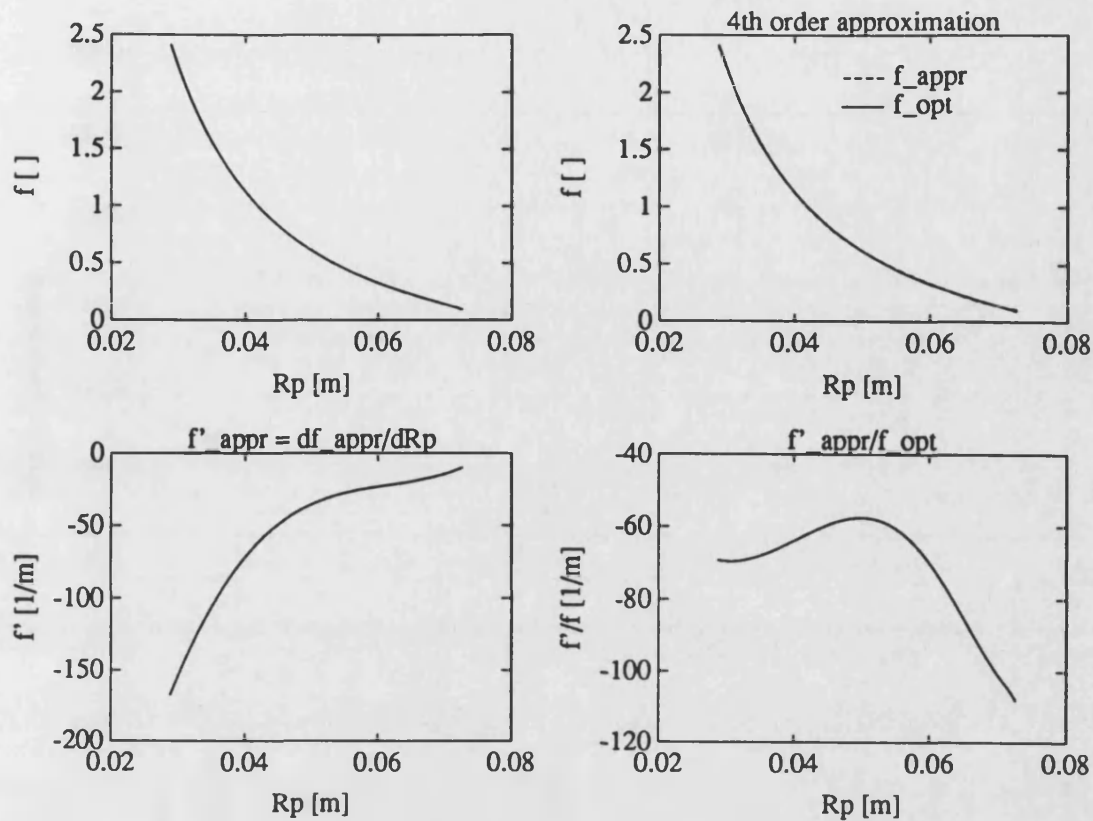 2.5
2
1.5
1
0.5
0
0.02
0.04
0.06
0.08
f [ ]
Rp [m]
4th order approximation
2.5
2
1.5
1
0.5
0
0.02
0.04
0.06
0.08
f [ ]
Rp [m]
---- f_appr
— f_opt
f'_appr = df_appr/dRp
0
-50
-100
-150
-200
0.02
0.04
0.06
0.08
f' [1/m]
Rp [m]
f'_appr/f_opt
-40
-60
-80
-100
-120
0.02
0.04
0.06
0.08
f'/f [1/m]
Rp [m]